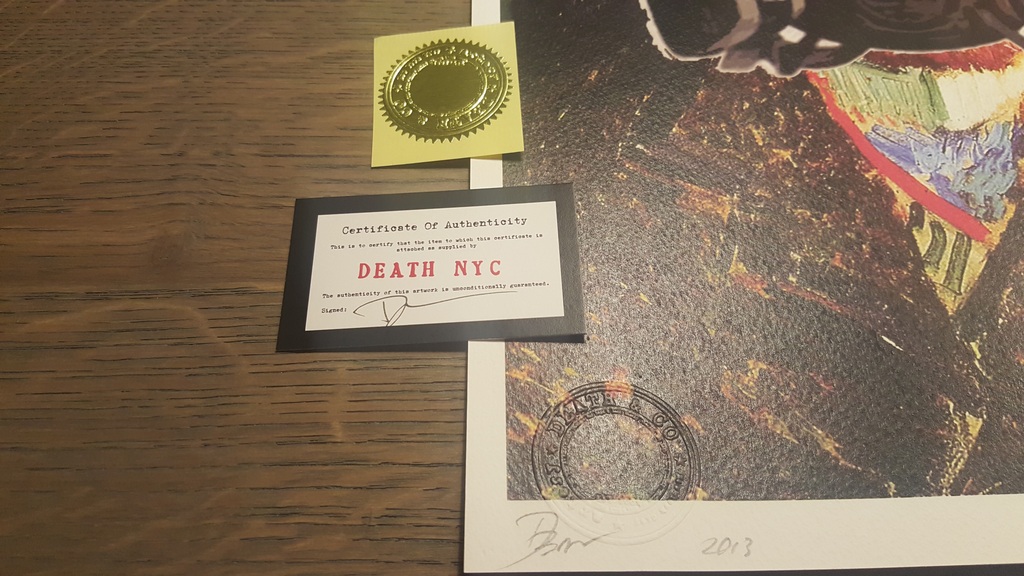 Certificate Of Authenticity
This is to certify that the item to which this certificate is
attached as supplied by
DEATH NYC
The authenticity of this artwork is unconditionally guaranteed.
Signed:
2013